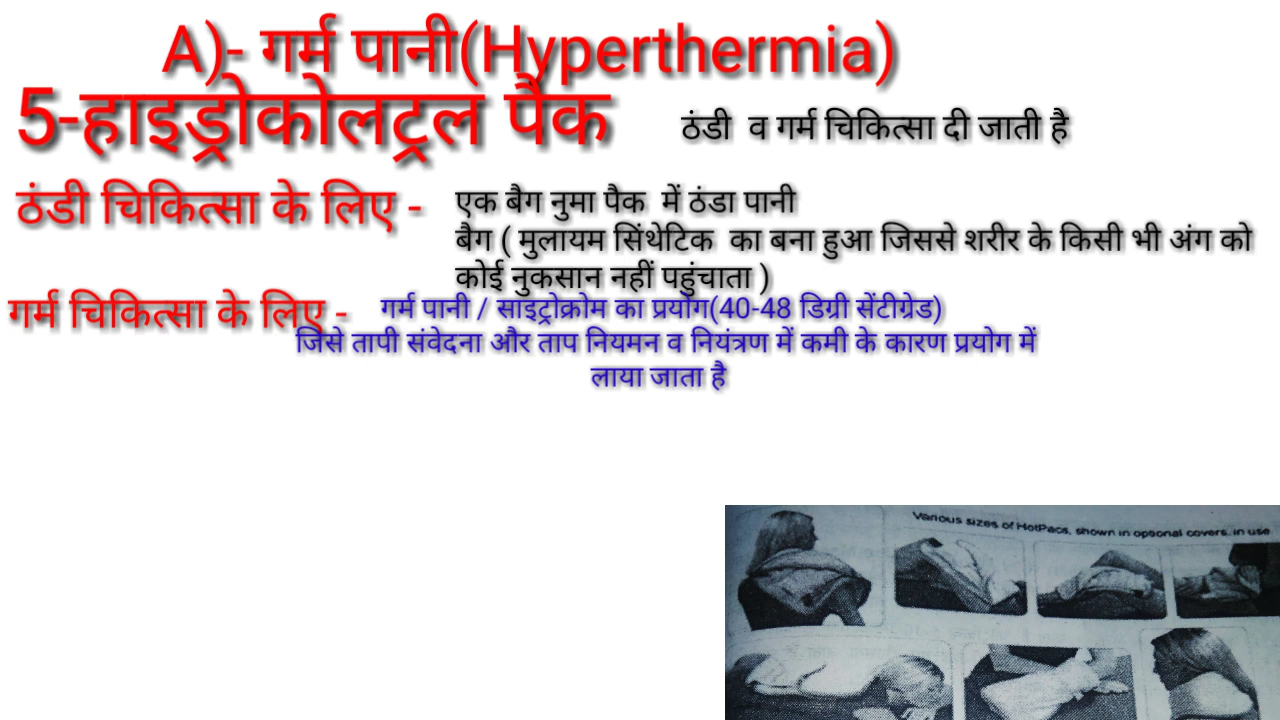 A)- गर्म पानी(Hyperthermia)
5-हाइड्रोकोलट्रल पैक
ठंडी व गर्म चिकित्सा दी जाती है
ठंडी चिकित्सा के लिए -
एक बैग नुमा पैक में ठंडा पानी
बैग ( मुलायम सिंथेटिक का बना हुआ जिससे शरीर के किसी भी अंग को
कोई नुकसान नहीं पहुंचाता )
गर्म चिकित्सा के लिए -
गर्म पानी / साइट्रोक्रोम का प्रयोग(40-48 डिग्री सेंटीग्रेड)
जिसे तापी संवेदना और ताप नियमन व नियंत्रण में कमी के कारण प्रयोग में
लाया जाता है
Various sizes of HotPacs, shown in optional covers, in use